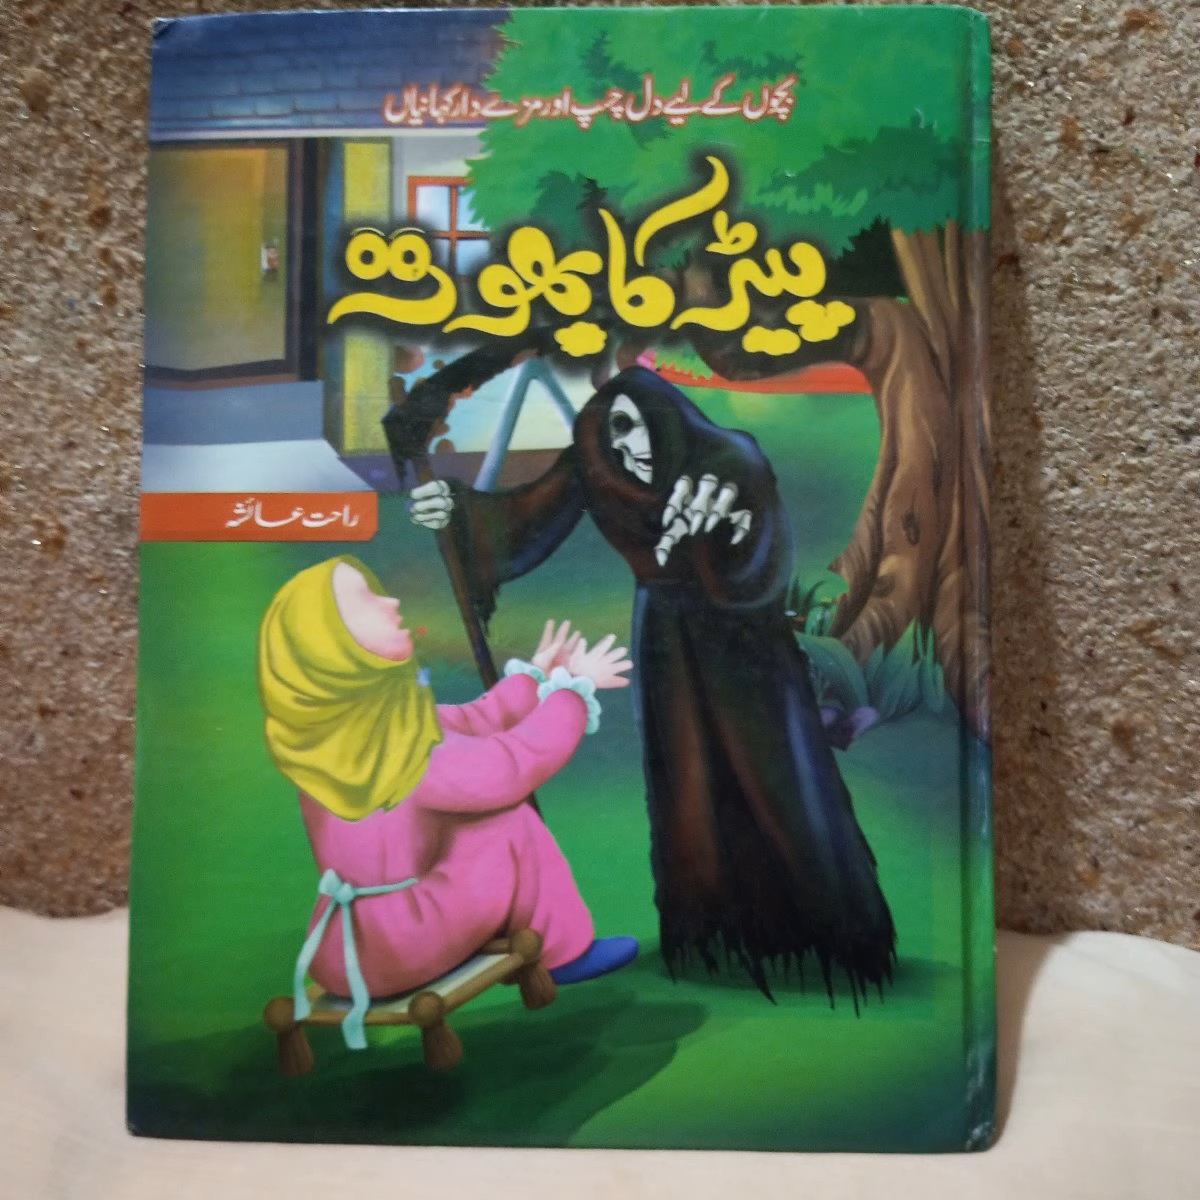 بچوں کے لیے دل چسپ اور مزے دار کہانیاں
پیڑ کا بھوت
راحت عائشہ